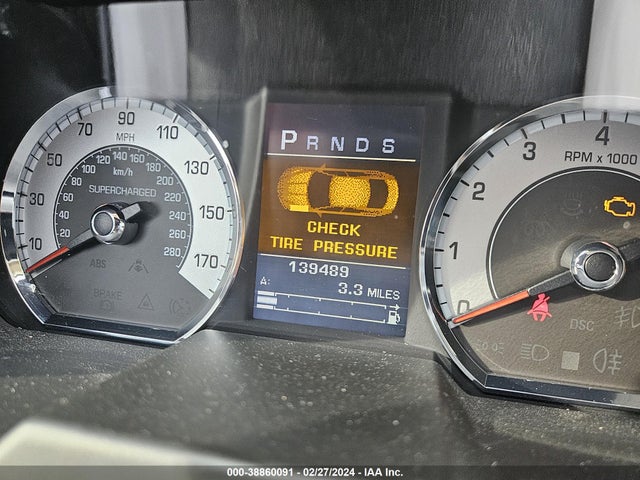 90
70 110
MPH
50 130
30 150
10 170
120 140 160
100 180
80 km/h 200
60 220
SUPERCHARGED
40 240
20 260
280
ABS
BRAKE
P R N D S
CHECK
TIRE PRESSURE
139489
A: 3.3 MILES
4
3
RPM x 1000
2
1
0
DSC
000-38860091 - 02/27/2024 - IAA Inc.